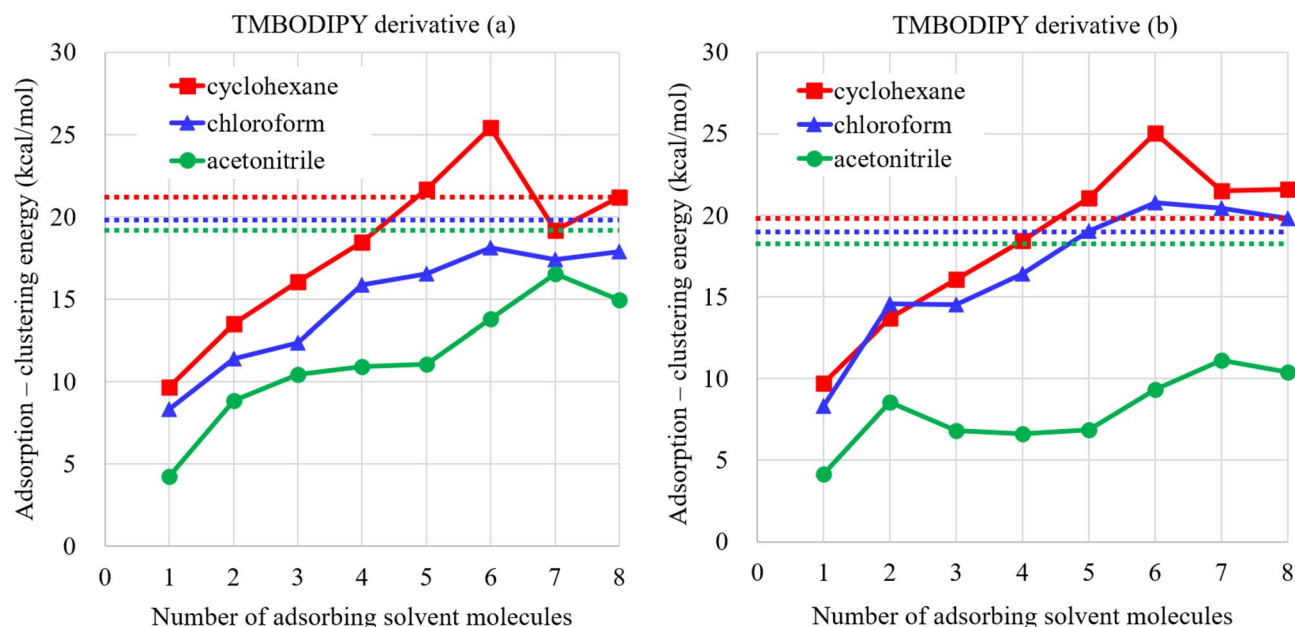 TMBODIPY derivative (a)
Adsorption – clustering energy (kcal/mol)
30
25
20
15
10
5
0
cyclohexane
chloroform
acetonitrile
0 1 2 3 4 5 6 7 8
Number of adsorbing solvent molecules
TMBODIPY derivative (b)
Adsorption – clustering energy (kcal/mol)
30
25
20
15
10
5
0
cyclohexane
chloroform
acetonitrile
0 1 2 3 4 5 6 7 8
Number of adsorbing solvent molecules